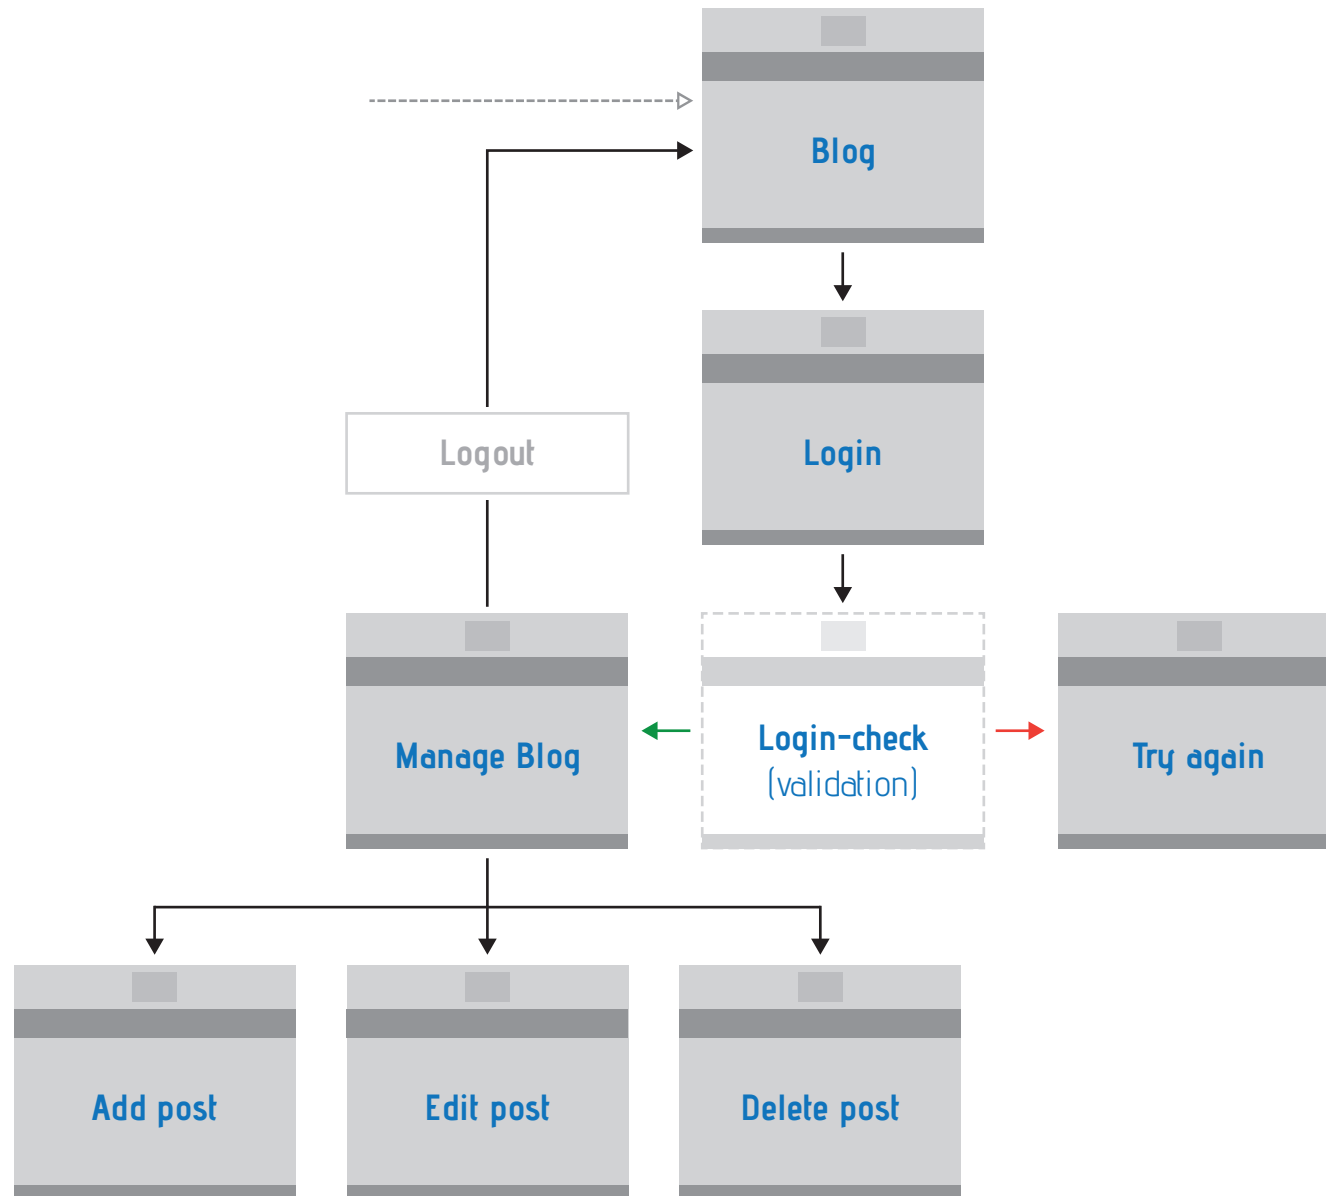 Blog
Login
Logout
Manage Blog
Login-check
(validation)
Try again
Add post
Edit post
Delete post